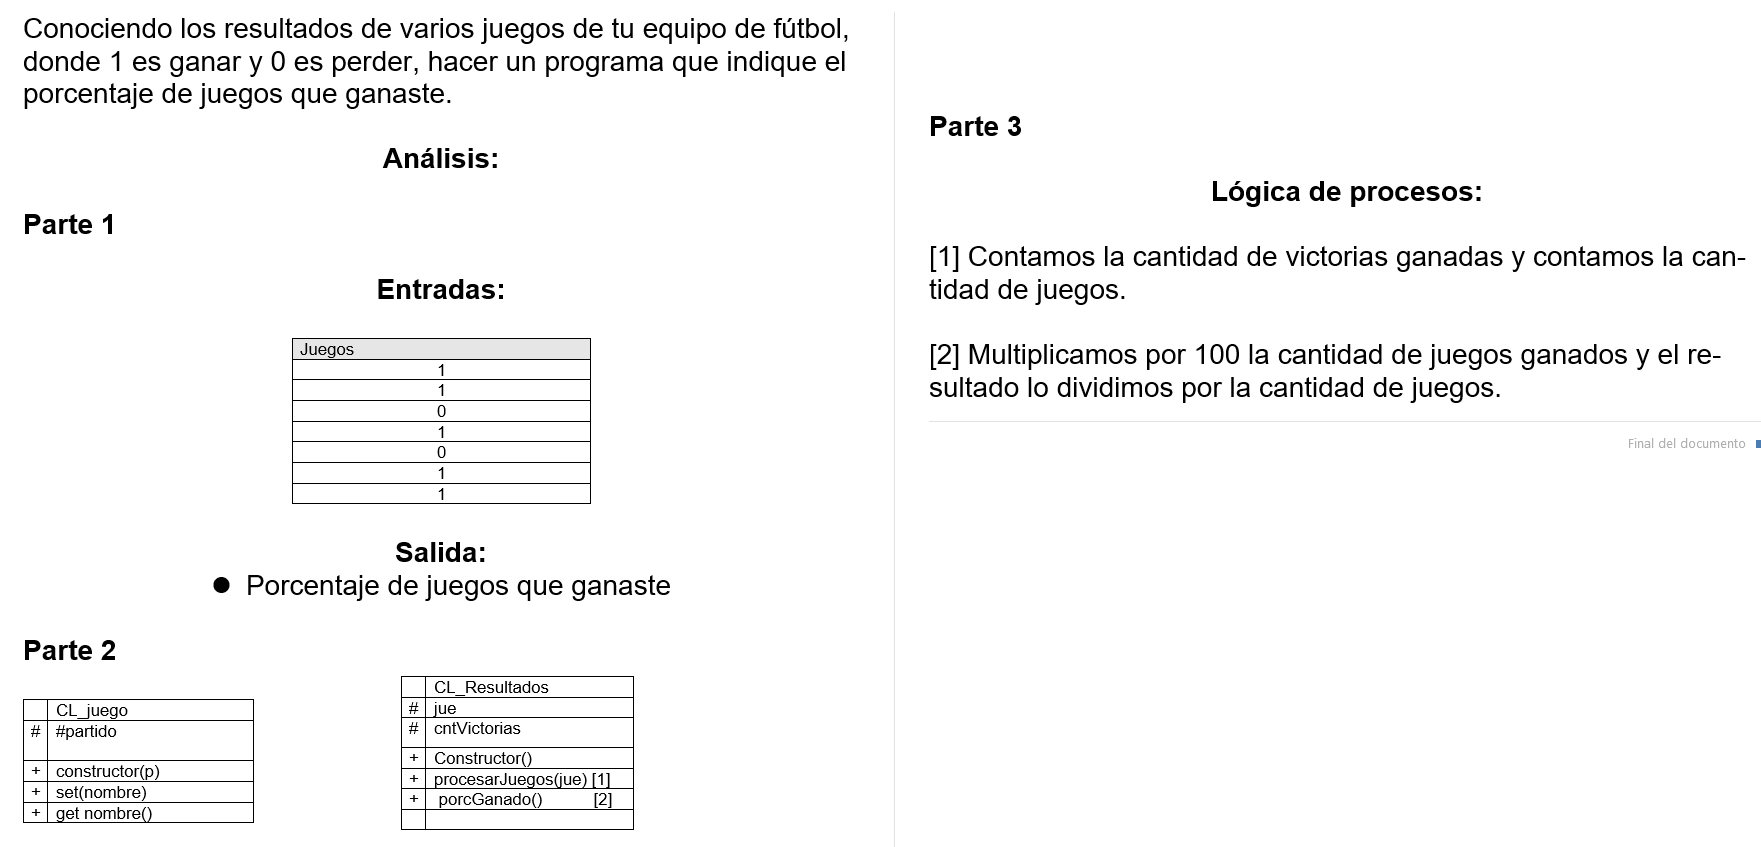 Conociendo los resultados de varios juegos de tu equipo de fútbol,
donde 1 es ganar y 0 es perder, hacer un programa que indique el
porcentaje de juegos que ganaste.
Análisis:
Parte 1
Entradas:
Juegos
1
1
0
1
0
1
1
Salida:
● Porcentaje de juegos que ganaste
Parte 2
CL_juego
# #partido
+ constructor(p)
+ set(nombre)
+ get nombre()
CL_Resultados
# jue
# cntVictorias
+ Constructor()
+ procesarJuegos(jue) [1]
+ porcGanado() [2]
Parte 3
Lógica de procesos:
[1] Contamos la cantidad de victorias ganadas y contamos la can-
tidad de juegos.
[2] Multiplicamos por 100 la cantidad de juegos ganados y el re-
sultado lo dividimos por la cantidad de juegos.
Final del documento